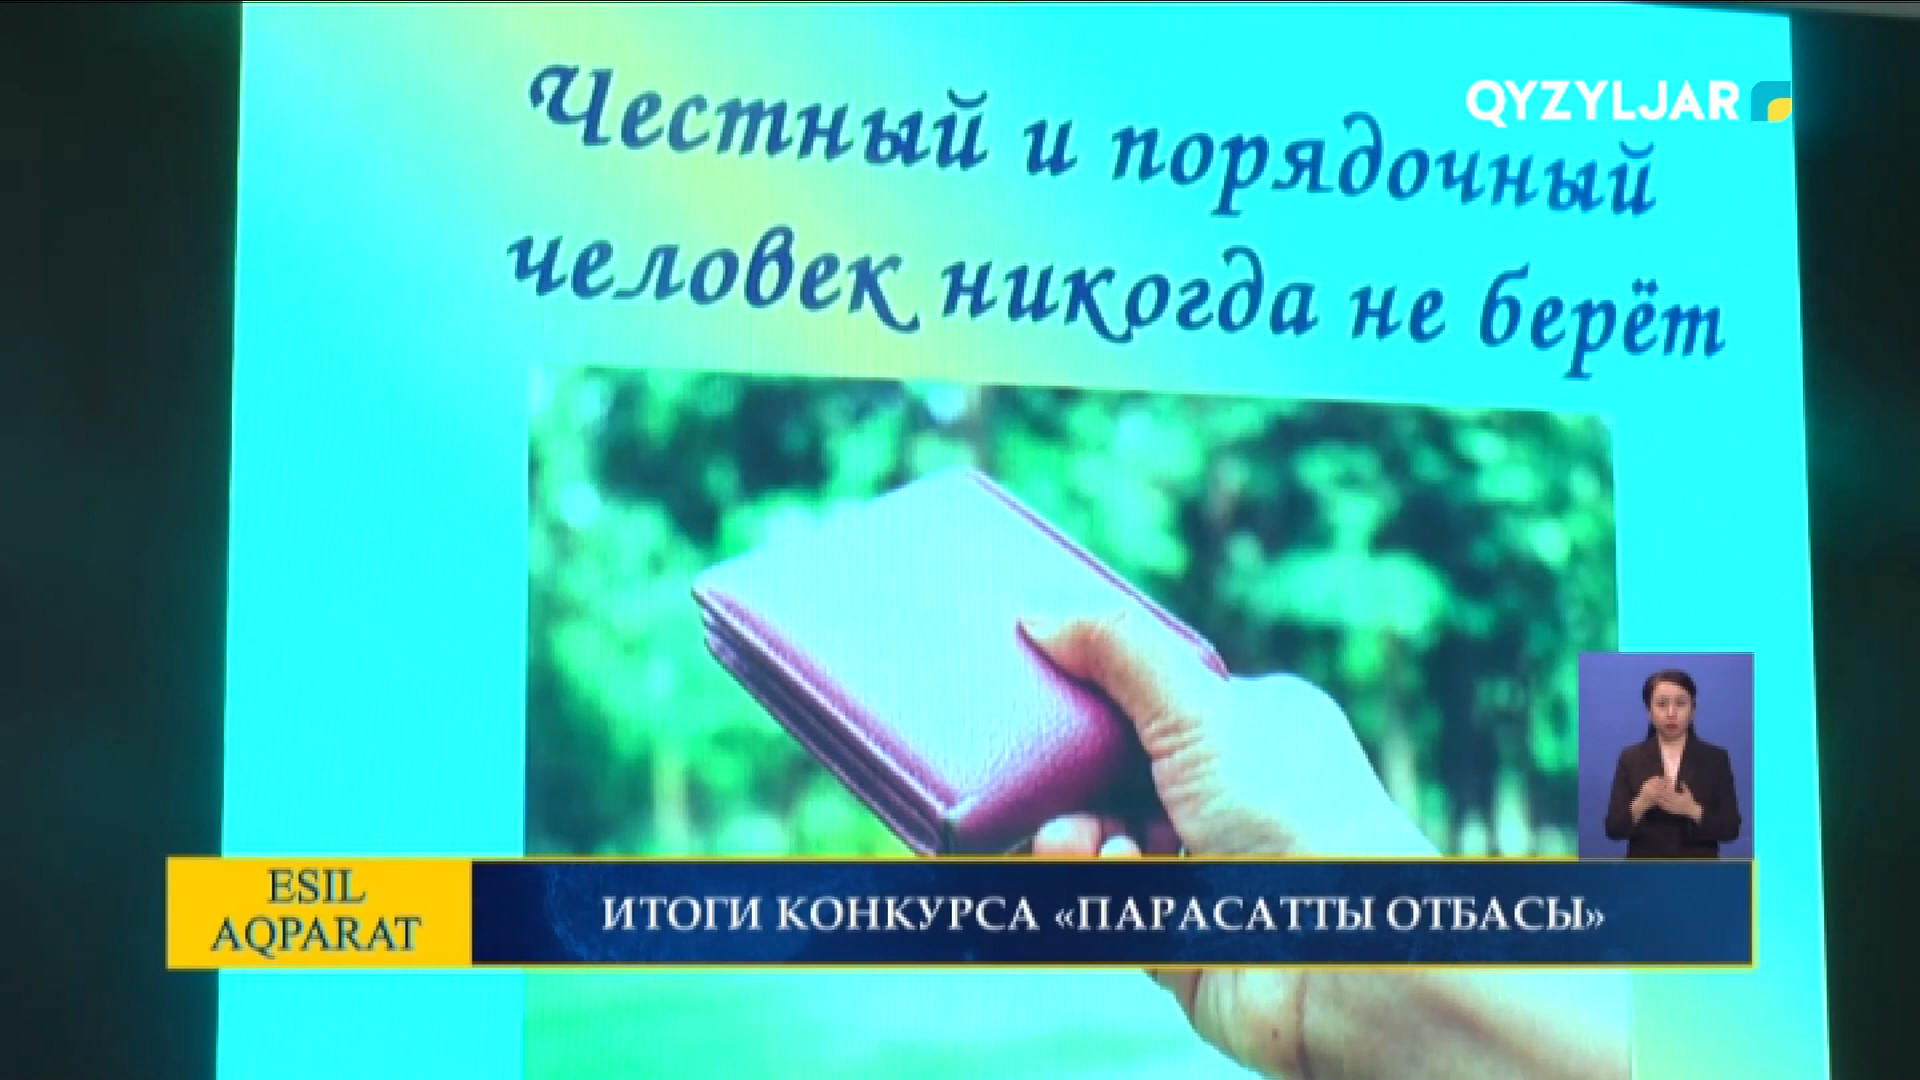 Честный и порядочный
человек никогда не берёт
QYZYLJAR
ESIL
AQPARAT
ИТОГИ КОНКУРСА «ПАРАСАТТЫ ОТБАСЫ»